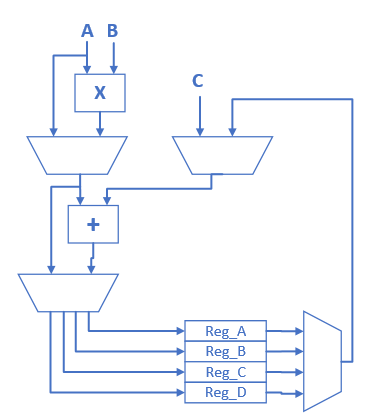 A B
X
C
+
Reg_A
Reg_B
Reg_C
Reg_D